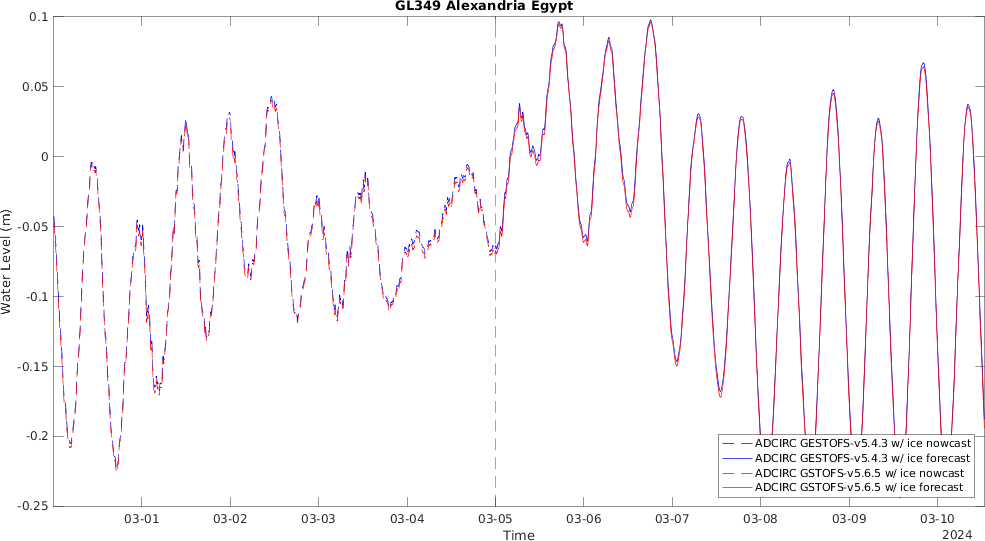 GL349 Alexandria Egypt
Water Level (m)
0.1
0.05
0
-0.05
-0.1
-0.15
-0.2
-0.25
ADCIRC GESTOFS-v5.4.3 w/ ice nowcast
ADCIRC GESTOFS-v5.4.3 w/ ice forecast
ADCIRC GSTOFS-v5.6.5 w/ ice nowcast
ADCIRC GSTOFS-v5.6.5 w/ ice forecast
03-01 03-02 03-03 03-04 03-05 03-06 03-07 03-08 03-09 03-10
Time
2024